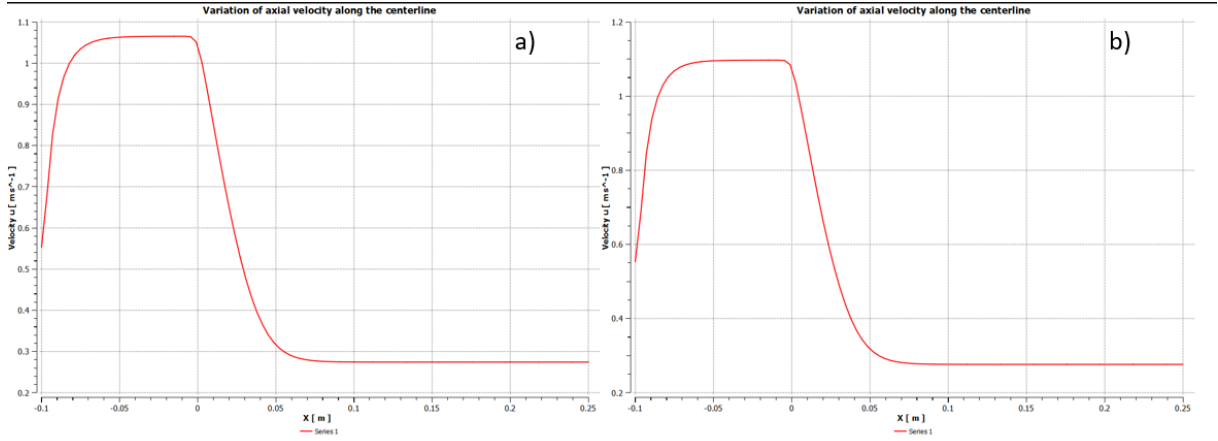 Variation of axial velocity along the centerline
a)
1.1
1
0.9
0.8
0.7
0.6
0.5
0.4
0.3
0.2
Velocity u [ m s^-1 ]
-0.1 -0.05 0 0.05 0.1 0.15 0.2 0.25
X [ m ]
Series 1
Variation of axial velocity along the centerline
b)
1.2
1
0.8
0.6
0.4
0.2
Velocity u [ m s^-1 ]
-0.1 -0.05 0 0.05 0.1 0.15 0.2 0.25
X [ m ]
Series 1